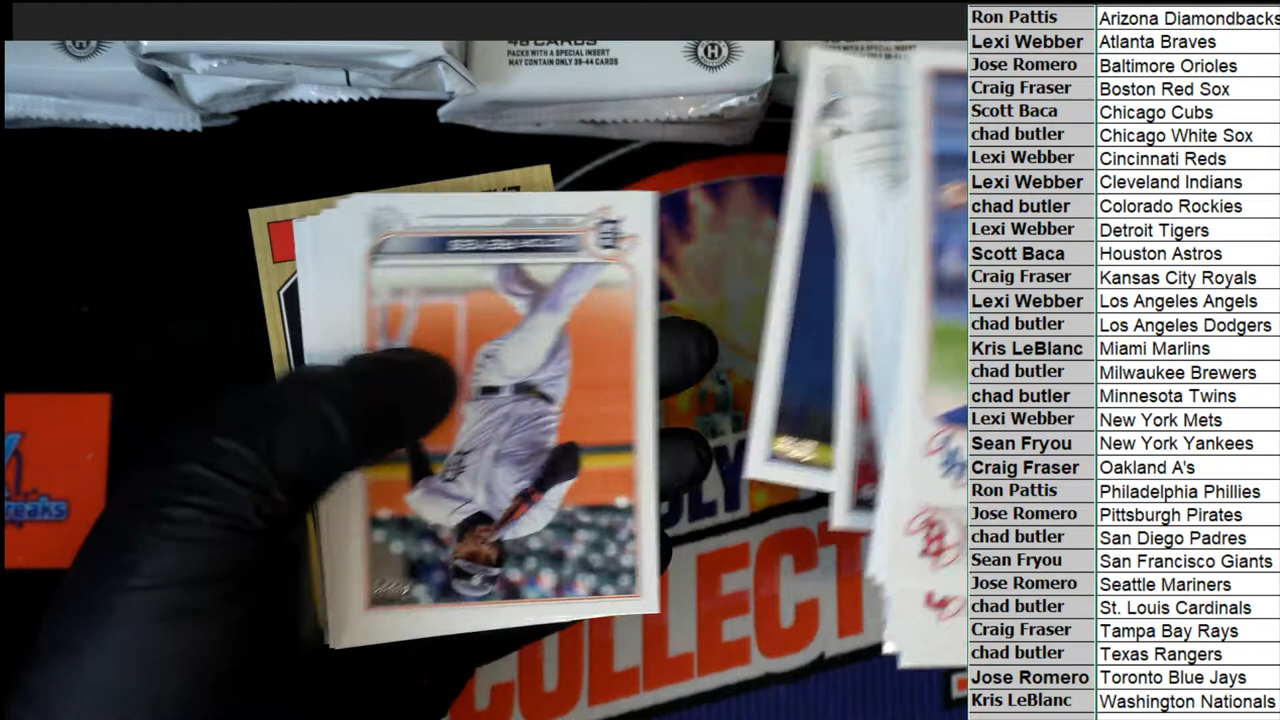 48 CARDS
PACKS WITH A SPECIAL INSERT
MAY CONTAIN ONLY 39-44 CARDS
H
COLLECT
Ron Pattis Arizona Diamondbacks
Lexi Webber Atlanta Braves
Jose Romero Baltimore Orioles
Craig Fraser Boston Red Sox
Scott Baca Chicago Cubs
chad butler Chicago White Sox
Lexi Webber Cincinnati Reds
Lexi Webber Cleveland Indians
chad butler Colorado Rockies
Lexi Webber Detroit Tigers
Scott Baca Houston Astros
Craig Fraser Kansas City Royals
Lexi Webber Los Angeles Angels
chad butler Los Angeles Dodgers
Kris LeBlanc Miami Marlins
chad butler Milwaukee Brewers
chad butler Minnesota Twins
Lexi Webber New York Mets
Sean Fryou New York Yankees
Craig Fraser Oakland A's
Ron Pattis Philadelphia Phillies
Jose Romero Pittsburgh Pirates
chad butler San Diego Padres
Sean Fryou San Francisco Giants
Jose Romero Seattle Mariners
chad butler St. Louis Cardinals
Craig Fraser Tampa Bay Rays
chad butler Texas Rangers
Jose Romero Toronto Blue Jays
Kris LeBlanc Washington Nationals